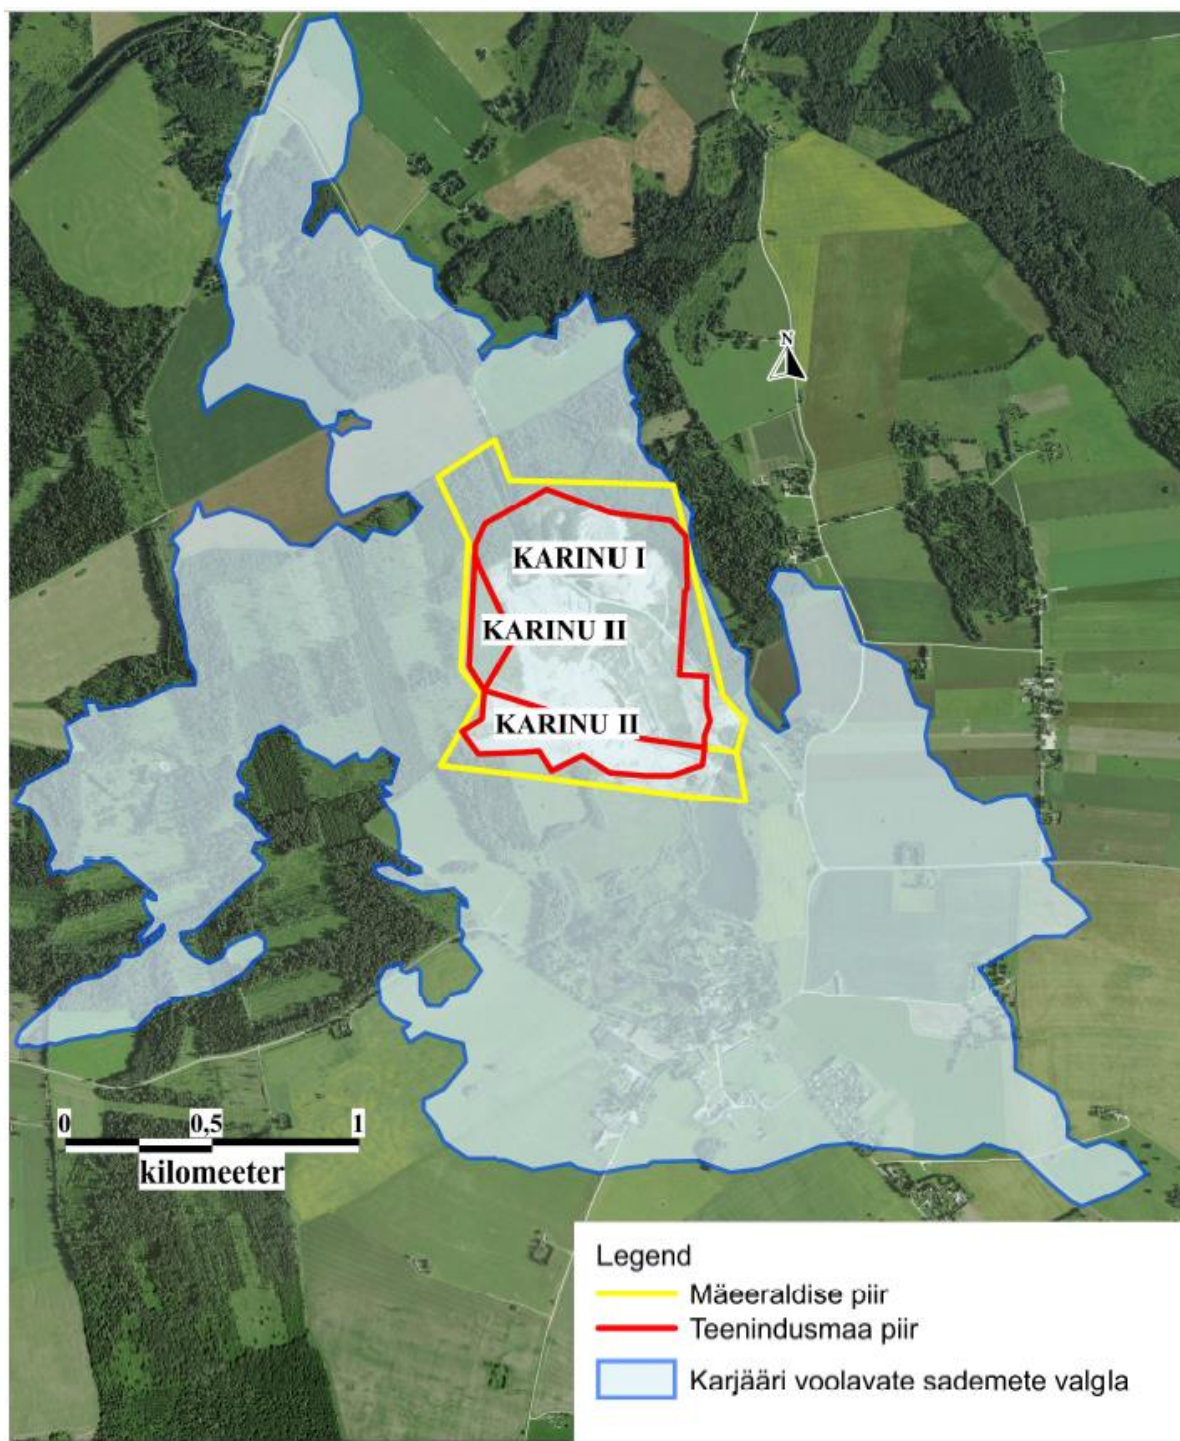 N
KARINU I
KARINU II
KARINU II
0 0,5 1
kilomeeter
Legend
Mäeeraldise piir
Teenindusmaa piir
Karjääri voolavate sademete valgla